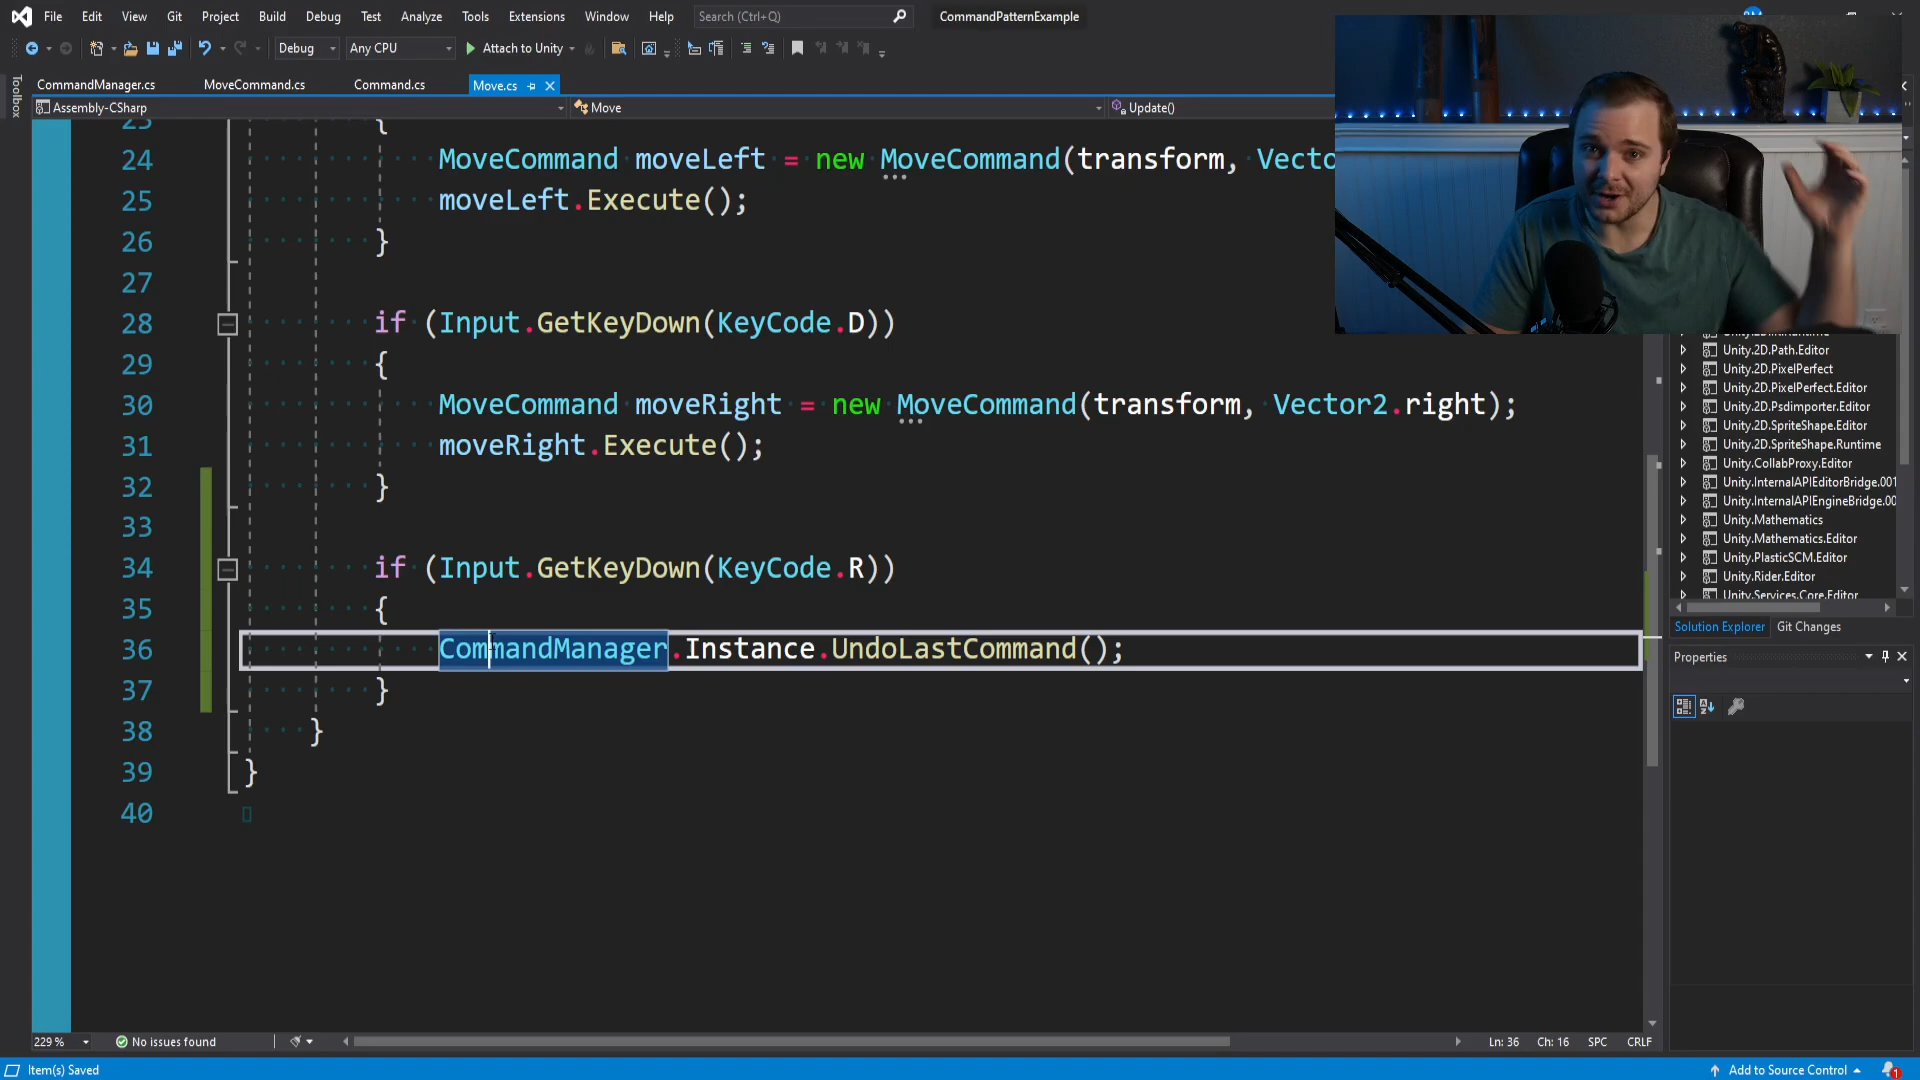 File Edit View Git Project Build Debug Test Analyze Tools Extensions Window Help Search (Ctrl+Q) CommandPatternExample
Debug Any CPU Attach to Unity
CommandManager.cs MoveCommand.cs Command.cs Move.cs
Toolbox
Assembly-CSharp Move Update()
24 MoveCommand moveLeft = new MoveCommand(transform, Vecto
25 moveLeft.Execute();
26 }
27
28 if (Input.GetKeyDown(KeyCode.D))
29 {
30 MoveCommand moveRight = new MoveCommand(transform, Vector2.right);
31 moveRight.Execute();
32 }
33
34 if (Input.GetKeyDown(KeyCode.R))
35 {
36 CommandManager.Instance.UndoLastCommand();
37 }
38 }
39 }
40
Unity.2D.Path.Editor
Unity.2D.PixelPerfect
Unity.2D.PixelPerfect.Editor
Unity.2D.Psdimporter.Editor
Unity.2D.SpriteShape.Editor
Unity.2D.SpriteShape.Runtime
Unity.CollabProxy.Editor
Unity.InternalAPIEditorBridge.001
Unity.InternalAPIEngineBridge.00
Unity.Mathematics
Unity.Mathematics.Editor
Unity.PlasticSCM.Editor
Unity.Rider.Editor
Unity.Services.Core.Editor
Solution Explorer Git Changes
Properties
229 % No issues found Ln: 36 Ch: 16 SPC CRLF
Item(s) Saved Add to Source Control 1